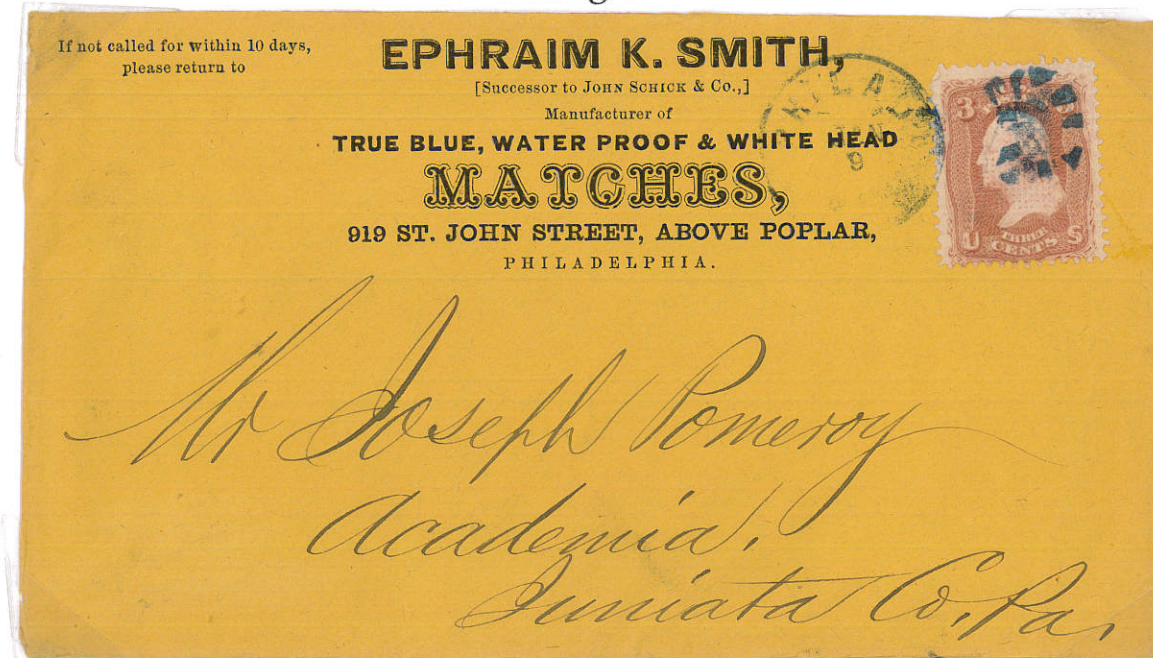 If not called for within 10 days,
please return to
EPHRAIM K. SMITH,
[Successor to JOHN SCHICK & Co.,]
Manufacturer of
TRUE BLUE, WATER PROOF & WHITE HEAD
MATCHES,
919 ST. JOHN STREET, ABOVE POPLAR,
PHILADELPHIA.
9
3
U THREE CENTS S
Mr Joseph Pomeroy
Academia,
Juniata Co, Pa,